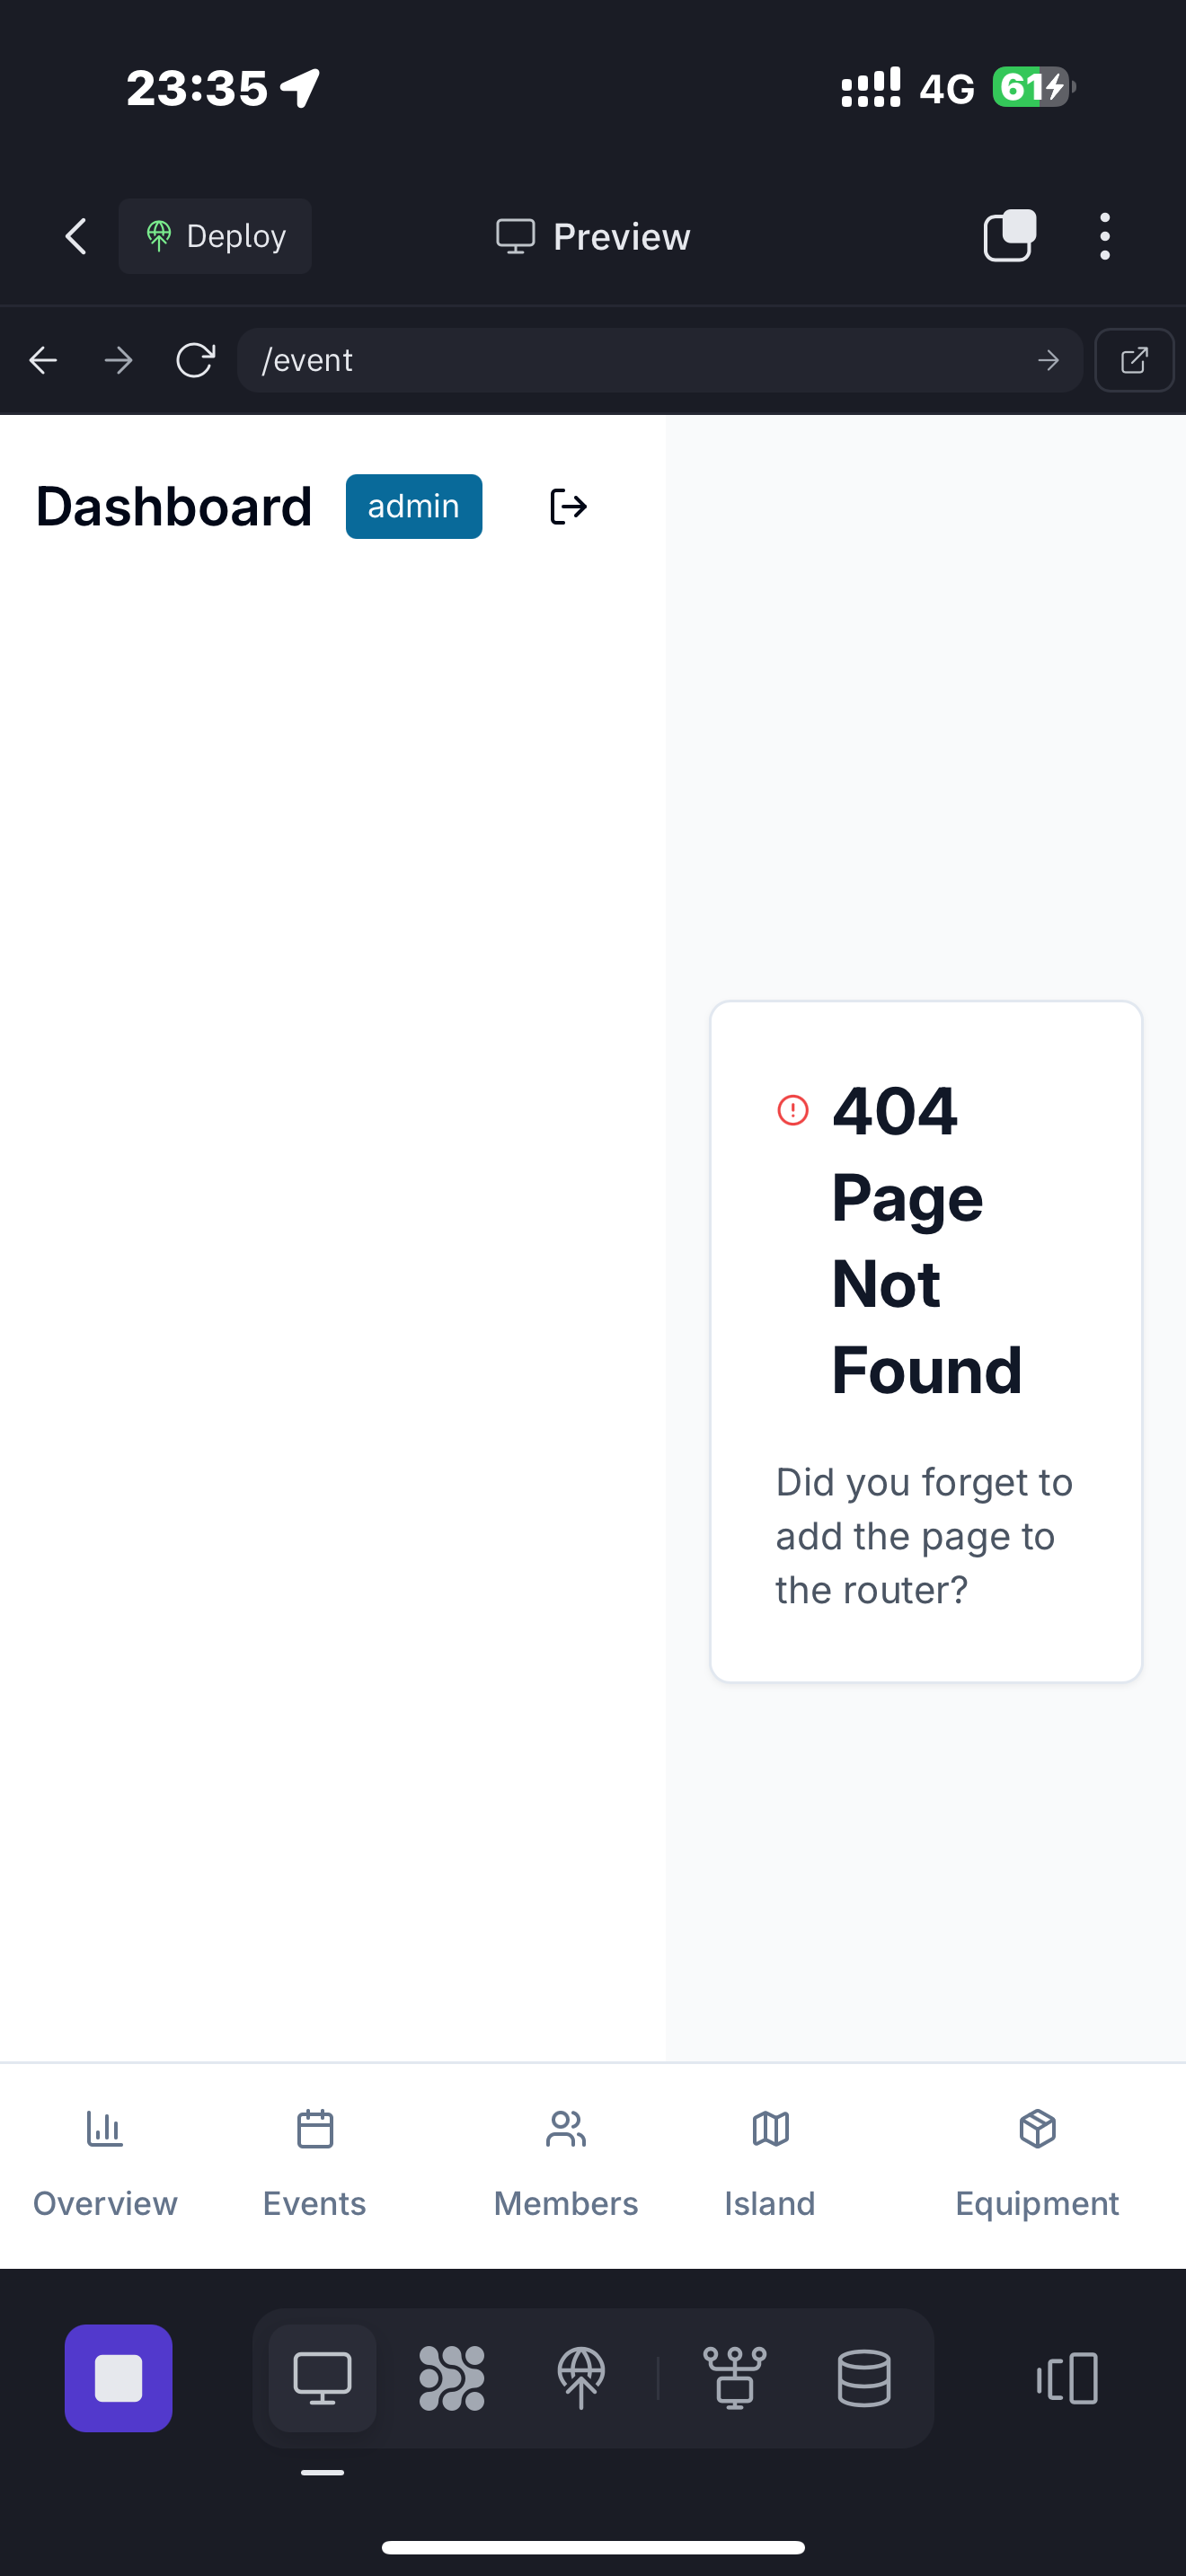 23:35
4G
61
Deploy
Preview
/event
Dashboard
admin
404
Page
Not
Found
Did you forget to
add the page to
the router?
Overview
Events
Members
Island
Equipment